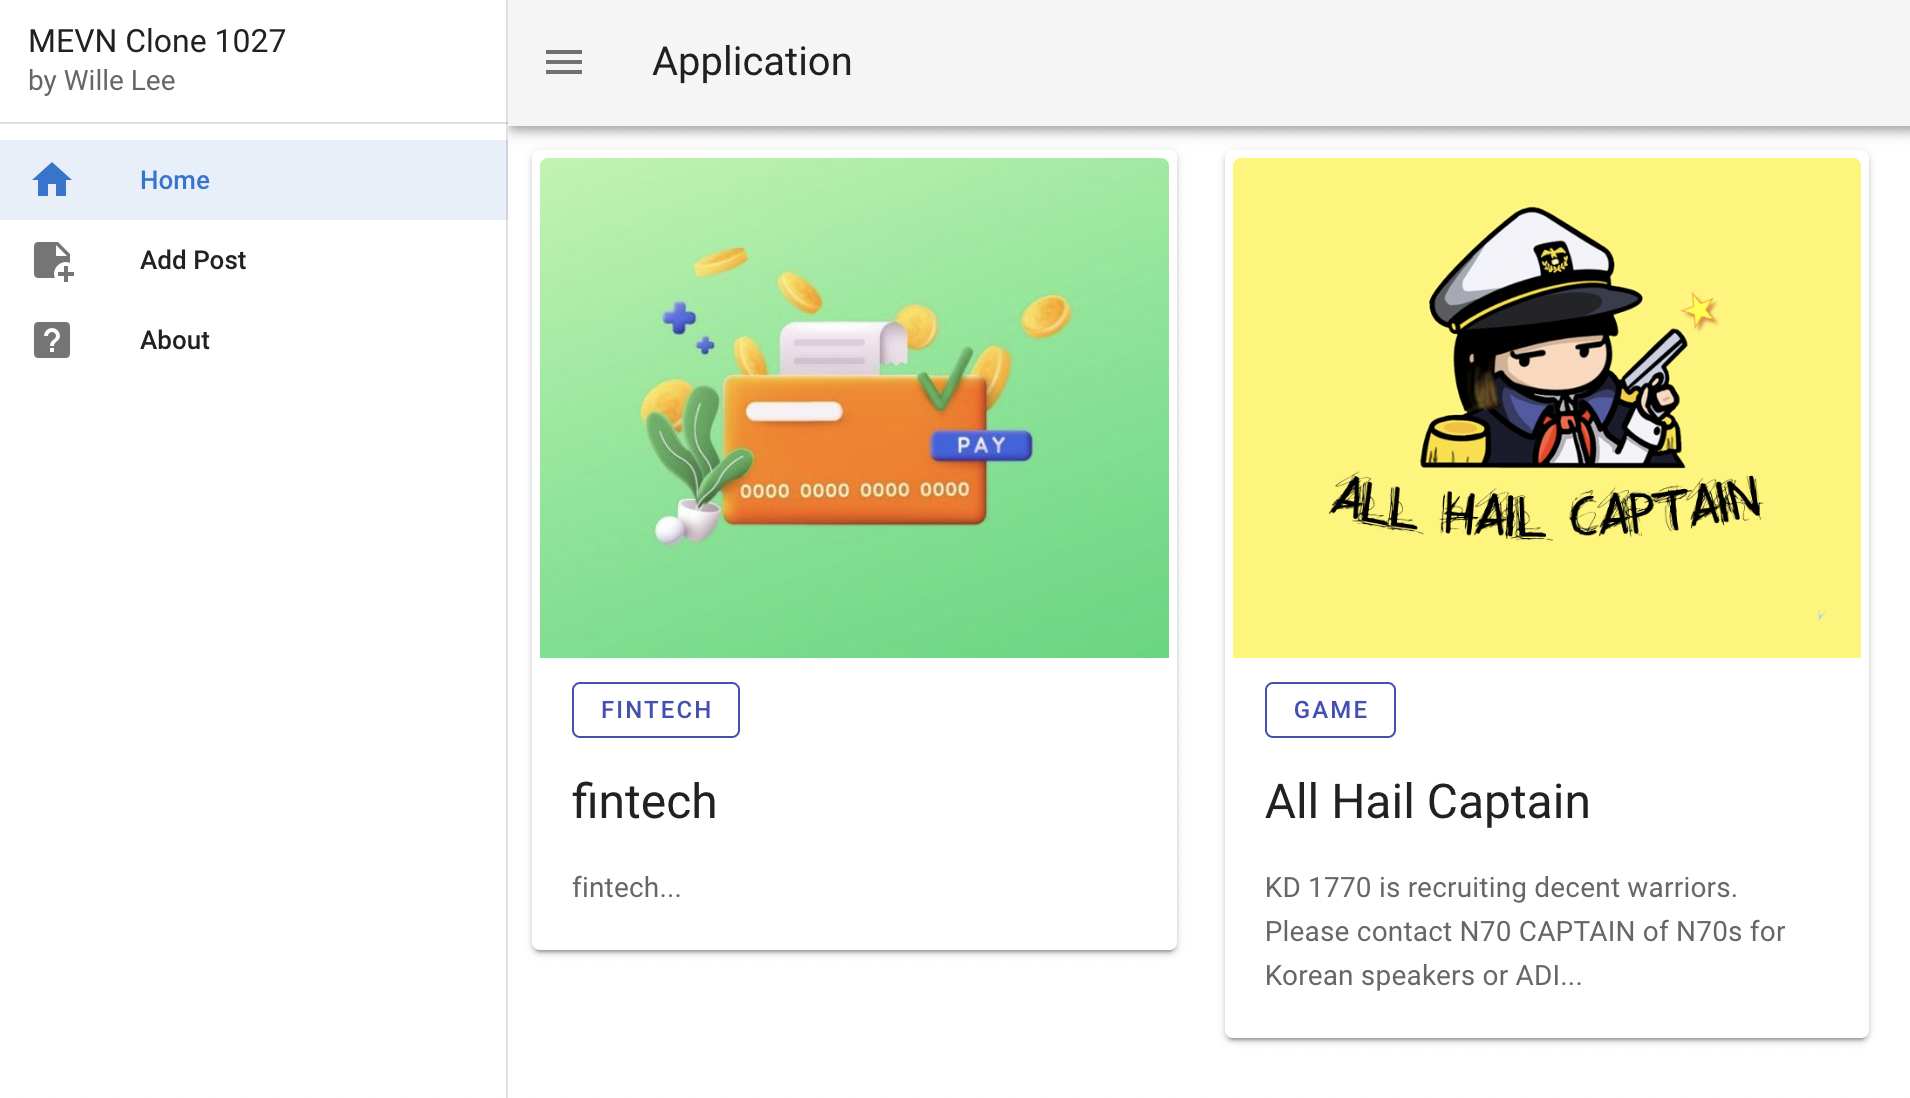 MEVN Clone 1027
by Wille Lee
Home
Add Post
About
Application
PAY
0000 0000 0000 0000
FINTECH
fintech
fintech...
ALL HAIL CAPTAIN
GAME
All Hail Captain
KD 1770 is recruiting decent warriors.
Please contact N70 CAPTAIN of N70s for
Korean speakers or ADI...